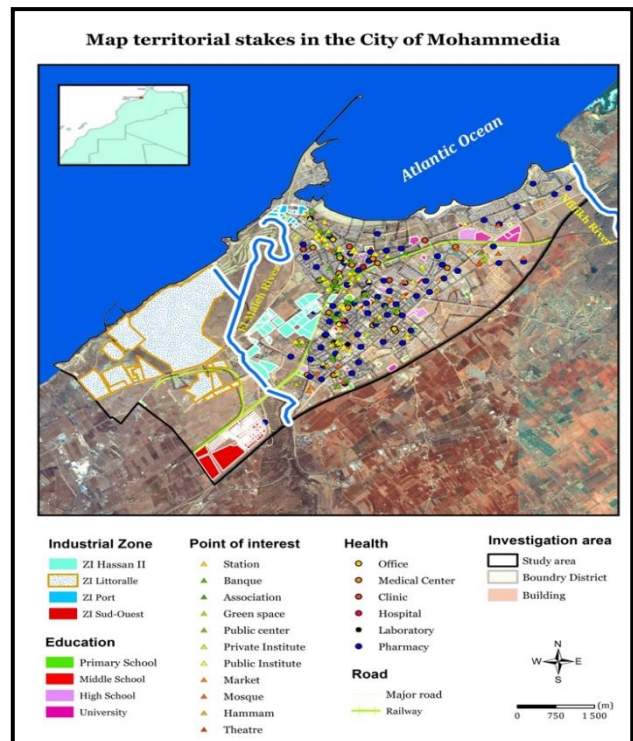 Map territorial stakes in the City of Mohammedia
Atlantic Ocean
Nfifikh River
El Maleh River
Industrial Zone
ZI Hassan II
ZI Littoralle
ZI Port
ZI Sud-Ouest
Education
Primary School
Middle School
High School
University
Point of interest
Station
Banque
Association
Green space
Public center
Private Institute
Public Institute
Market
Mosque
Hammam
Theatre
Health
Office
Medical Center
Clinic
Hospital
Laboratory
Pharmacy
Road
Major road
Railway
Investigation area
Study area
Boundry District
Building
N
W E
S
0 750 1 500 (m)